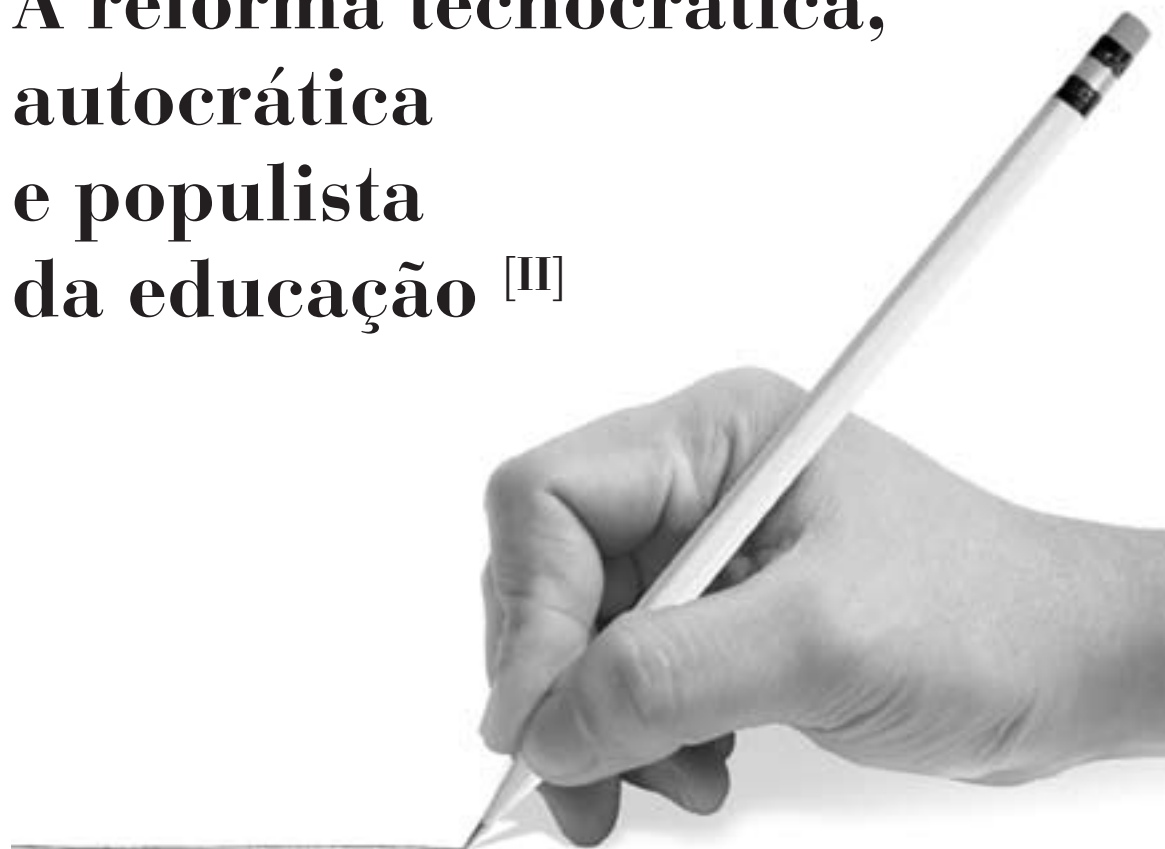 A reforma tecnocrática,
autocrática
e populista
da educação [II]